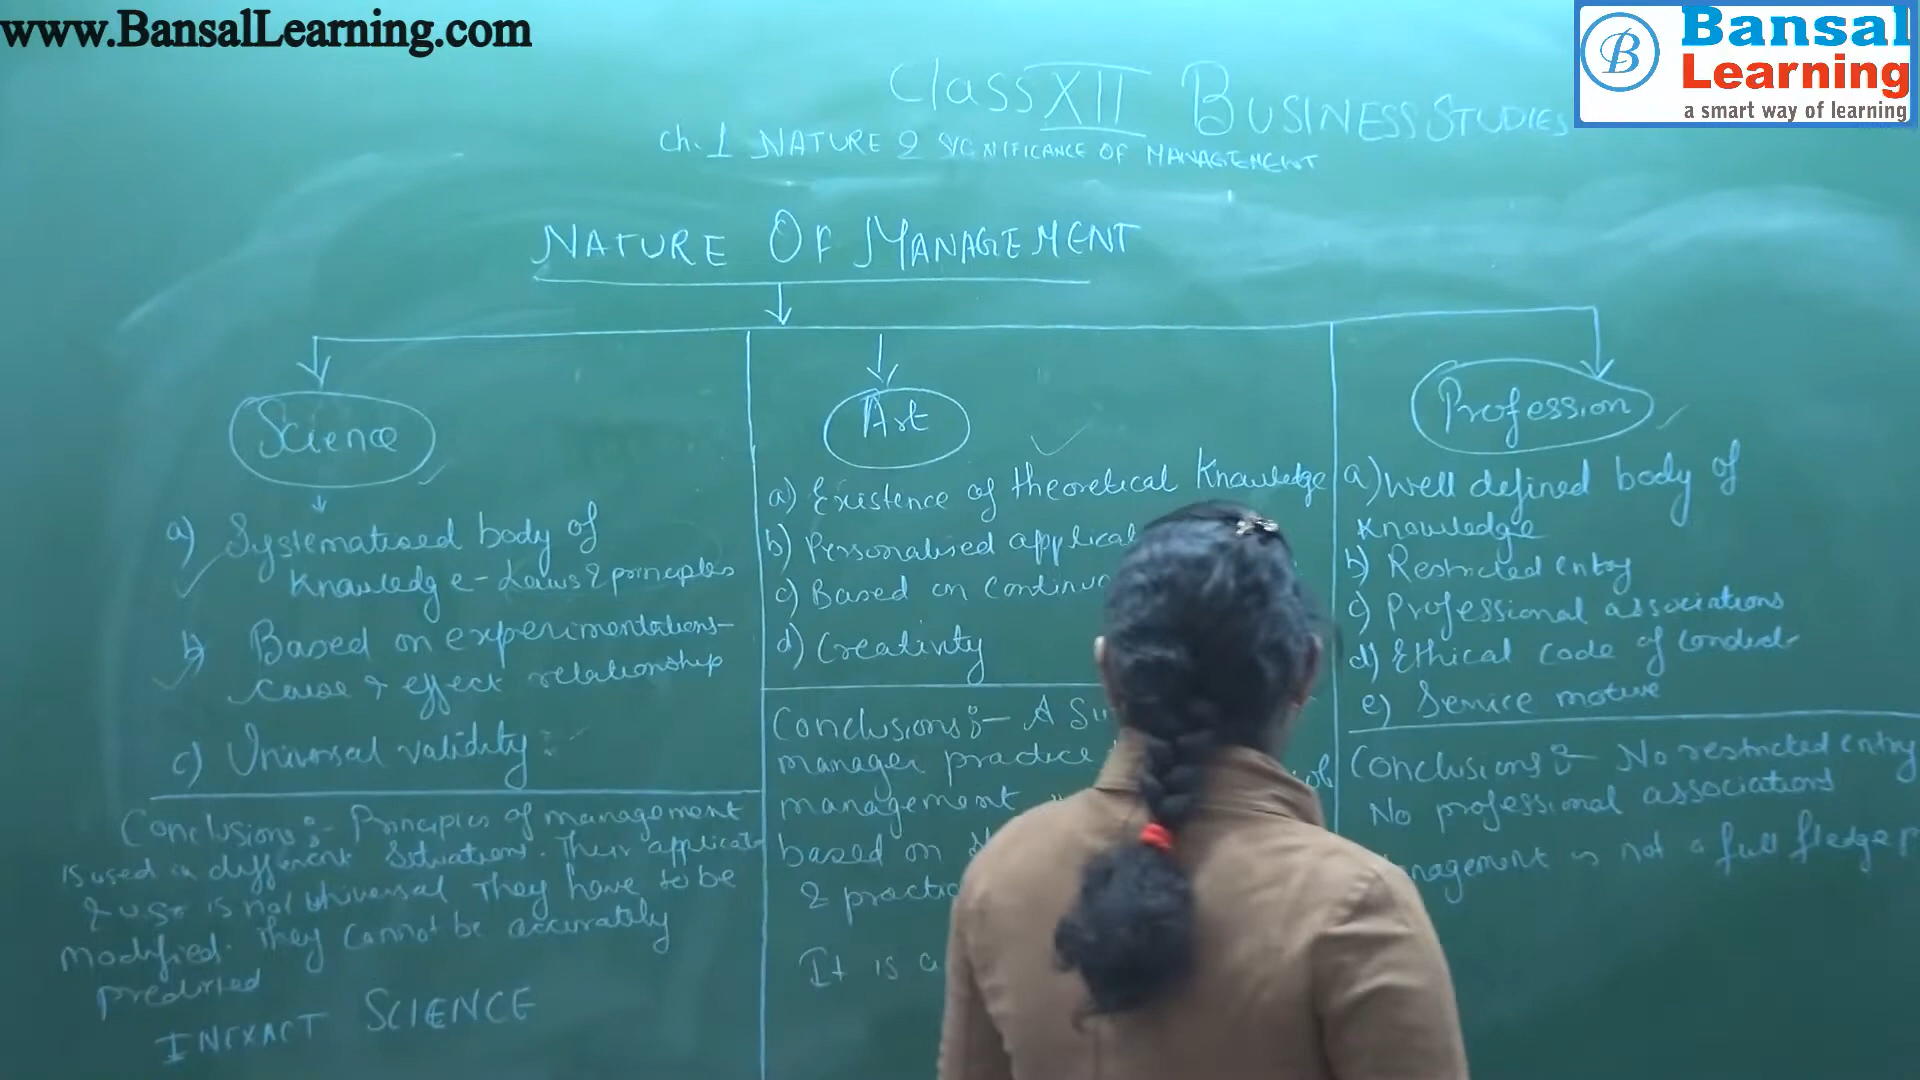 www.BansalLearning.com
Bansal
Learning
a smart way of learning
Class XII BUSINESS STUDIES
Ch. 1 NATURE & SIGNIFICANCE OF MANAGEMENT
NATURE OF MANAGEMENT
Science
a) Systematised body of
Knowledge - Laws & principles
b) Based on experimentations -
cause & effect relationship
c) Universal validity :-
Conclusions :- Principles of management
is used in different situations. Their applicat
& use is not universal They have to be
modified. They cannot be accurately
predicted
INEXACT SCIENCE
Art
a) Existence of theoretical Knowledge
b) Personalised applicat
c) Based on continuo
d) Creativity
Conclusions :- A Su
manager practice
management
based on
& practic
It is a
Profession
a) Well defined body of
Knowledge
b) Restricted entry
c) Professional associations
d) Ethical code of conduct
e) Service motive
Conclusions :- No restricted entry
No professional associations
nagement is not a full fledge p